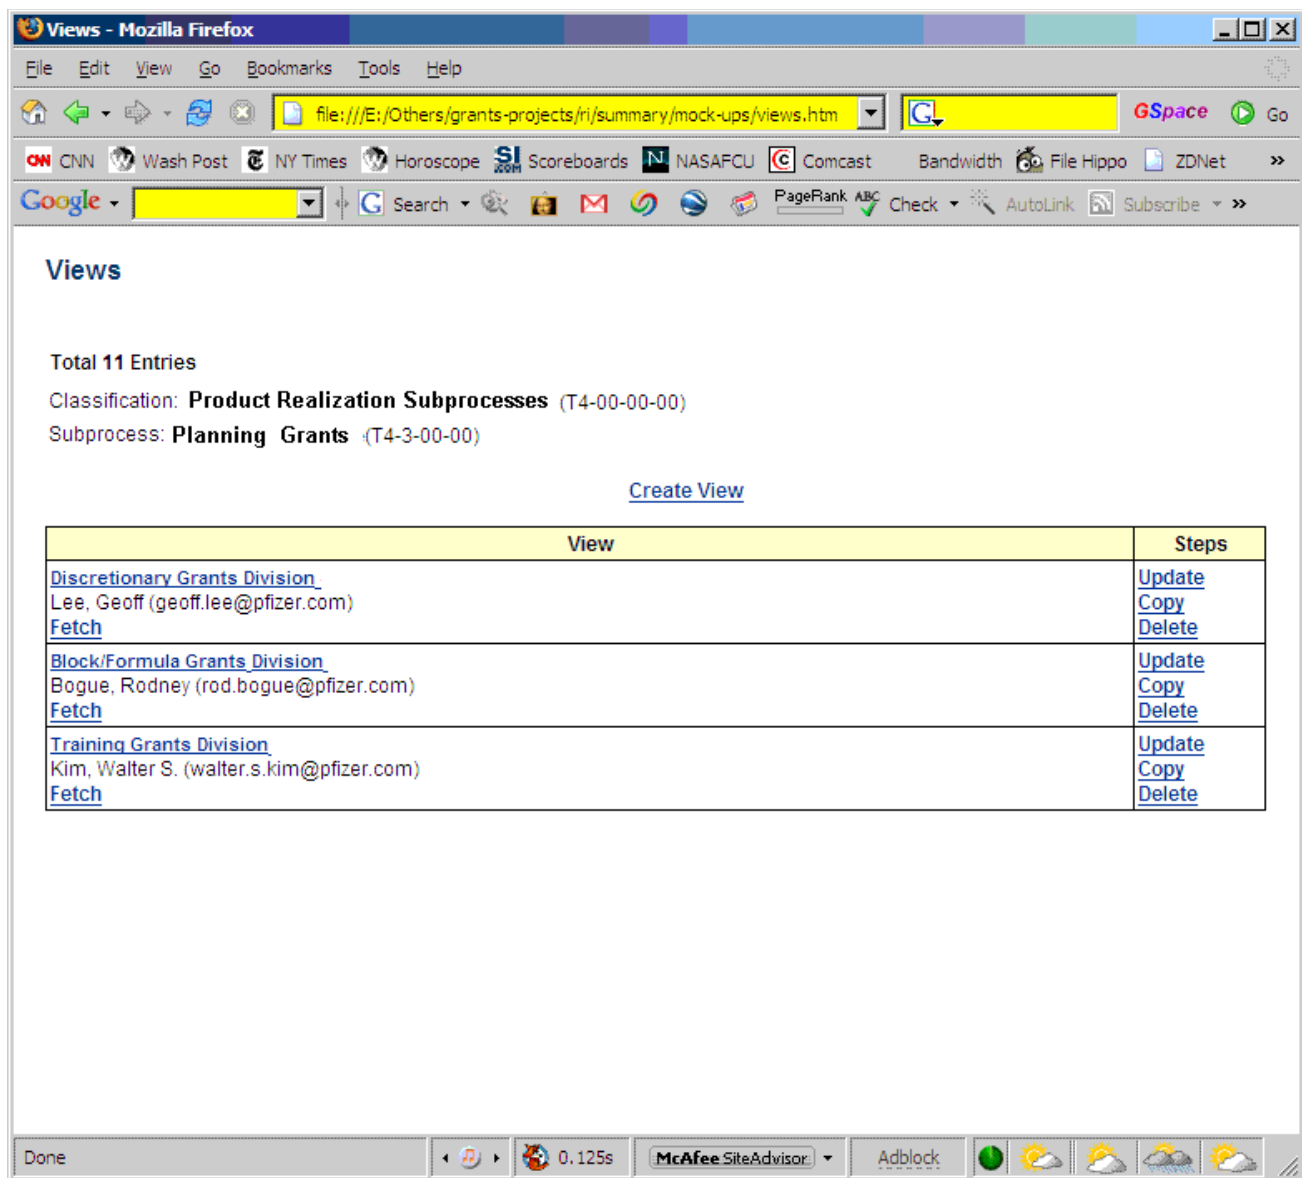 Views - Mozilla Firefox
File Edit View Go Bookmarks Tools Help
file:///E:/Others/grants-projects/ri/summary/mock-ups/views.htm G GSpace Go
CNN CNN Wash Post NY Times Horoscope SI.COM Scoreboards N NASAFCU C Comcast Bandwidth File Hippo ZDNet »
Google G Search PageRank ABC Check AutoLink Subscribe »
Views
Total 11 Entries
Classification: Product Realization Subprocesses (T4-00-00-00)
Subprocess: Planning Grants (T4-3-00-00)
Create View
View Steps
Discretionary Grants Division Update
Lee, Geoff (geoff.lee@pfizer.com) Copy
Fetch Delete
Block/Formula Grants Division Update
Bogue, Rodney (rod.bogue@pfizer.com) Copy
Fetch Delete
Training Grants Division Update
Kim, Walter S. (walter.s.kim@pfizer.com) Copy
Fetch Delete
Done 0.125s McAfee SiteAdvisor Adblock